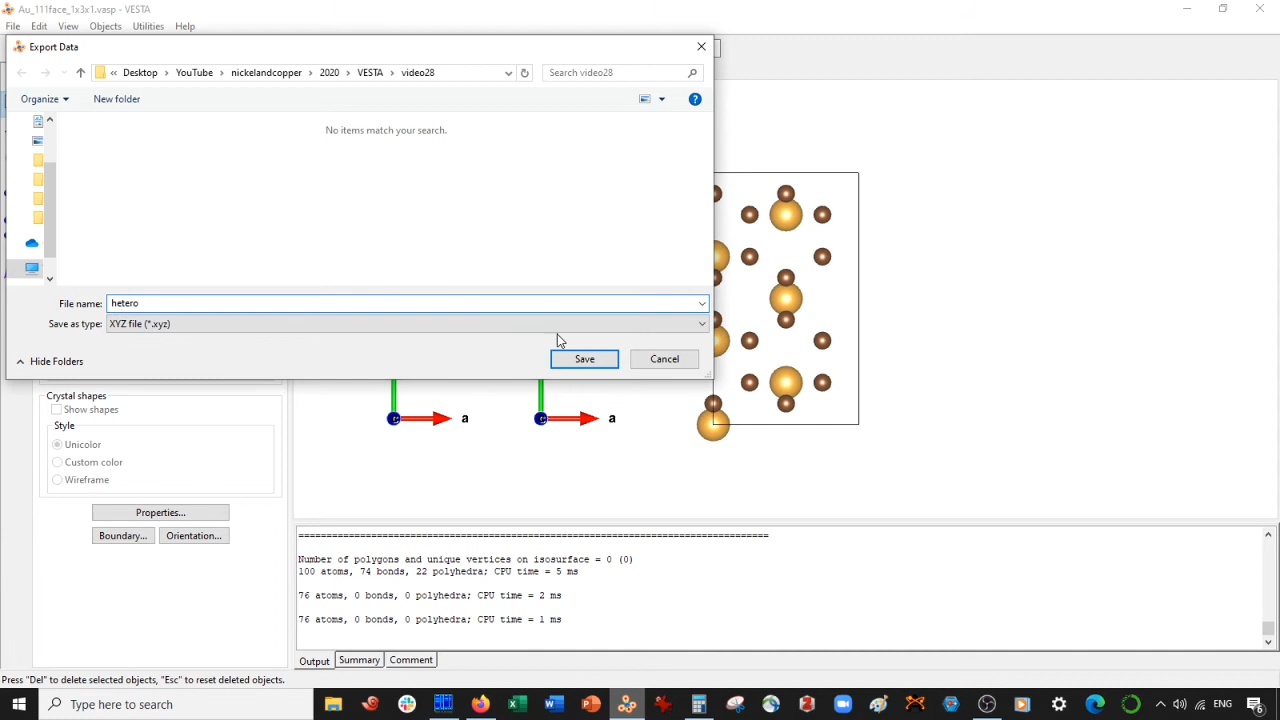 Au_111face_1x3x1.vasp - VESTA
File Edit View Objects Utilities Help
Export Data
« Desktop › YouTube › nickelandcopper › 2020 › VESTA › video28
Search video28
Organize
New folder
No items match your search.
File name: hetero
Save as type: XYZ file (*.xyz)
Hide Folders
Save
Cancel
a
a
Crystal shapes
Show shapes
Style
Unicolor
Custom color
Wireframe
Properties...
Boundary...
Orientation...
================================================================================
Number of polygons and unique vertices on isosurface = 0 (0)
100 atoms, 74 bonds, 22 polyhedra; CPU time = 5 ms
76 atoms, 0 bonds, 0 polyhedra; CPU time = 2 ms
76 atoms, 0 bonds, 0 polyhedra; CPU time = 1 ms
Output Summary Comment
Press "Del" to delete selected objects, "Esc" to reset deleted objects.
Type here to search
ENG
6